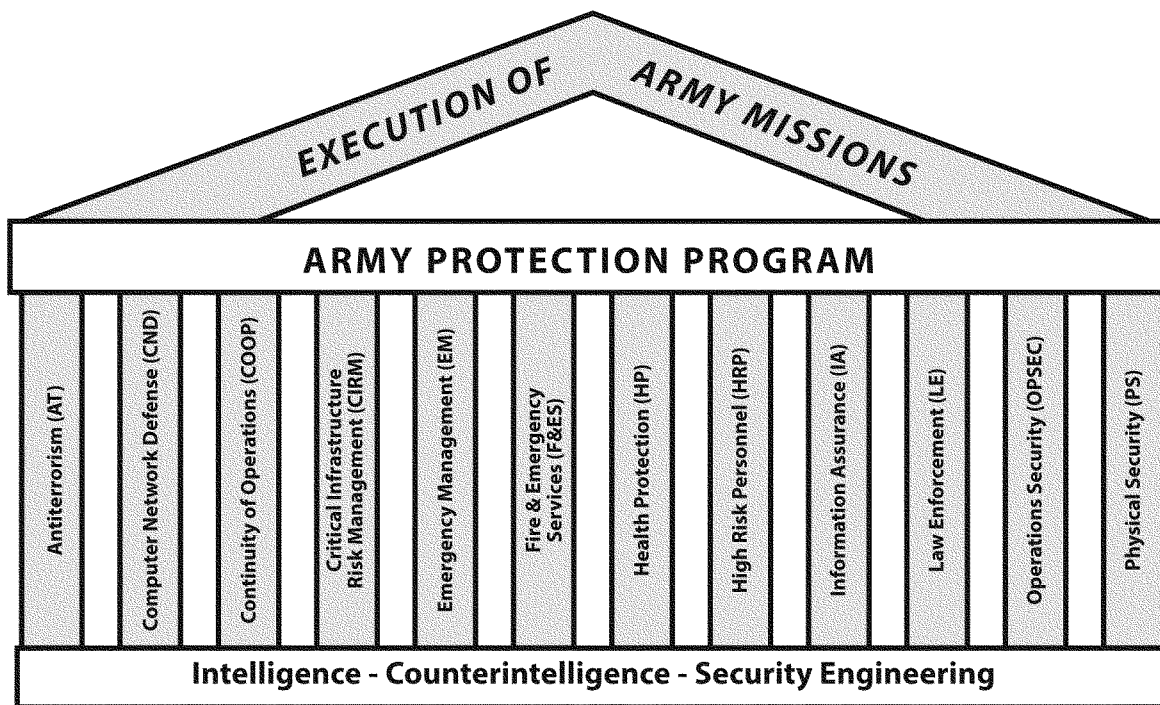 EXECUTION OF ARMY MISSIONS
ARMY PROTECTION PROGRAM
Antiterrorism (AT)
Computer Network Defense (CND)
Continuity of Operations (COOP)
Critical Infrastructure
Risk Management (CIRM)
Emergency Management (EM)
Fire & Emergency
Services (F&ES)
Health Protection (HP)
High Risk Personnel (HRP)
Information Assurance (IA)
Law Enforcement (LE)
Operations Security (OPSEC)
Physical Security (PS)
Intelligence - Counterintelligence - Security Engineering